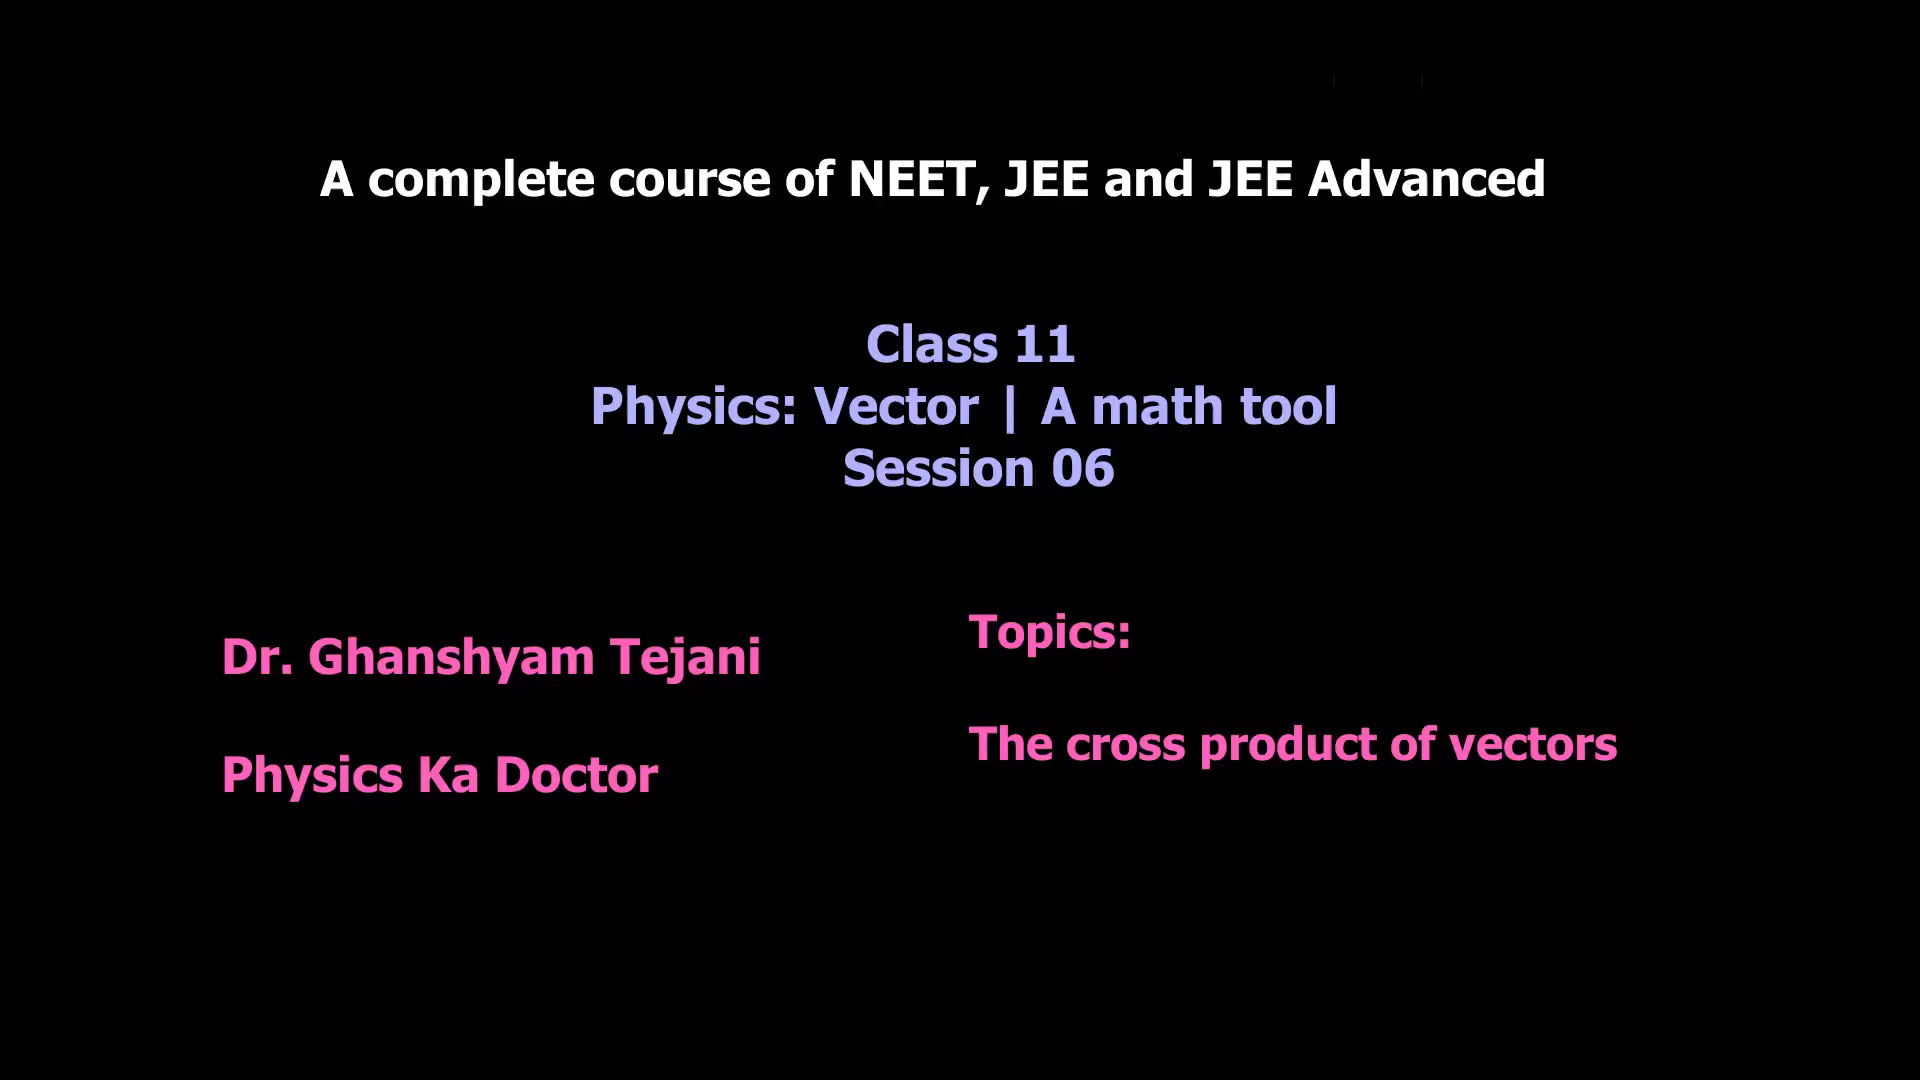 A complete course of NEET, JEE and JEE Advanced
Class 11
Physics: Vector | A math tool
Session 06
Dr. Ghanshyam Tejani
Physics Ka Doctor
Topics:
The cross product of vectors